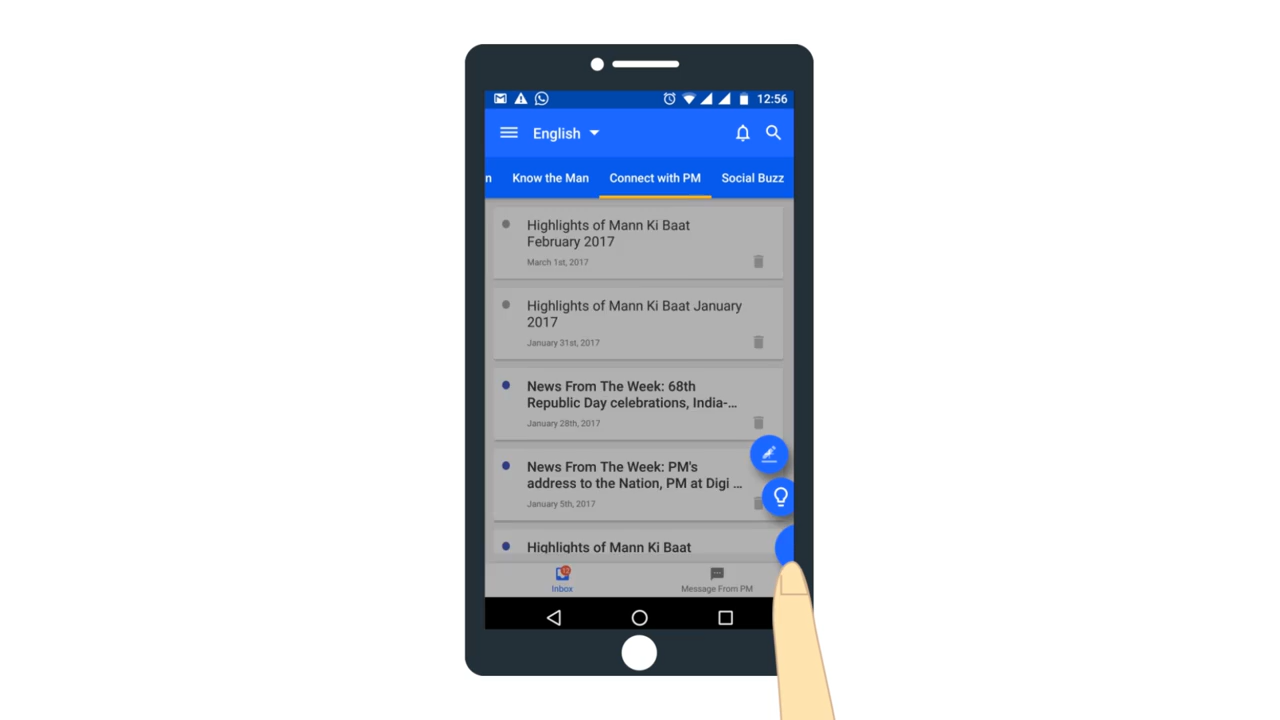 12:56
English
n Know the Man Connect with PM Social Buzz
Highlights of Mann Ki Baat
February 2017
March 1st, 2017
Highlights of Mann Ki Baat January
2017
January 31st, 2017
News From The Week: 68th
Republic Day celebrations, India-...
January 28th, 2017
News From The Week: PM's
address to the Nation, PM at Digi ...
January 5th, 2017
Highlights of Mann Ki Baat
Inbox Message From PM